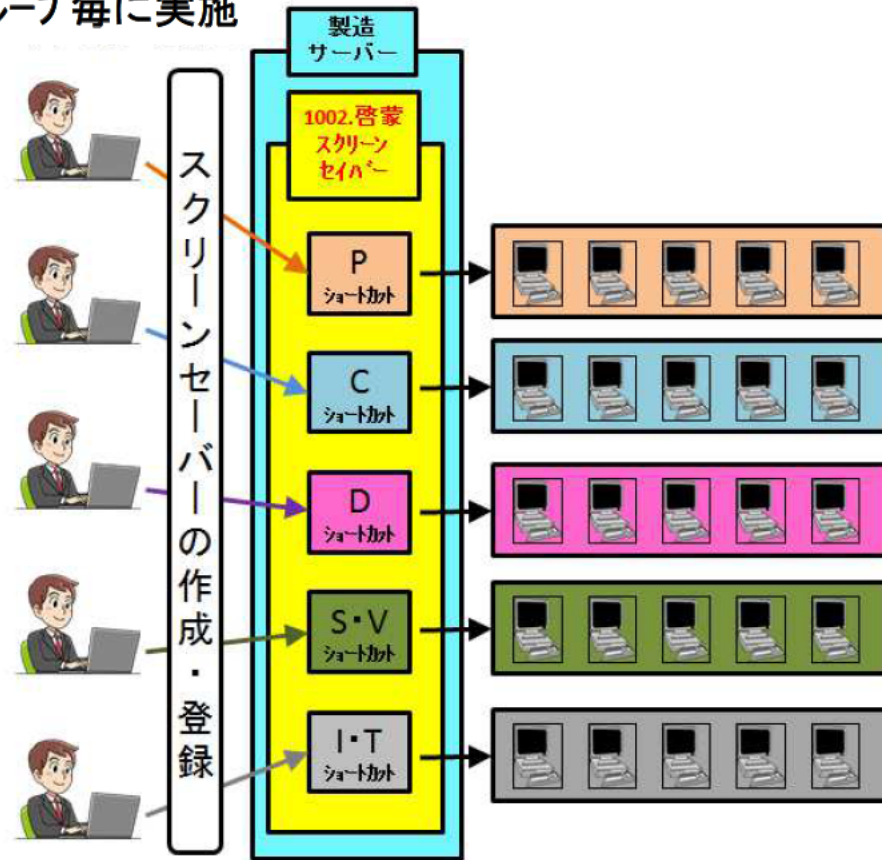 ループ毎に実施
製造
サーバー
1002.啓蒙
スクリーン
セイバー
スクリーンセーバーの作成・登録
P
ショートカット
C
ショートカット
D
ショートカット
S・V
ショートカット
I・T
ショートカット